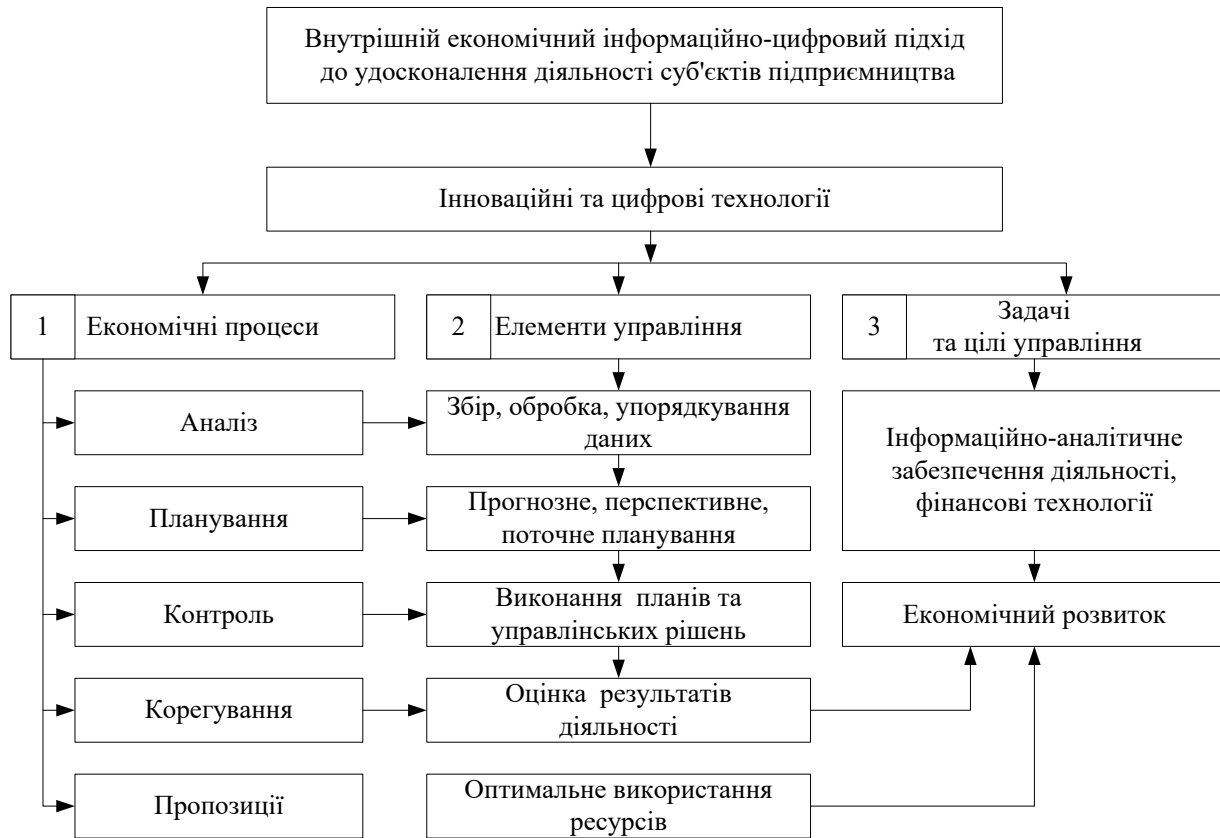 Внутрішній економічний інформаційно-цифровий підхід
до удосконалення діяльності суб'єктів підприємництва
Інноваційні та цифрові технології
1
Економічні процеси
2
Елементи управління
3
Задачі
та цілі управління
Аналіз
Збір, обробка, упорядкування
даних
Інформаційно-аналітичне
забезпечення діяльності,
фінансові технології
Планування
Прогнозне, перспективне,
поточне планування
Контроль
Виконання планів та
управлінських рішень
Економічний розвиток
Корегування
Оцінка результатів
діяльності
Пропозиції
Оптимальне використання
ресурсів